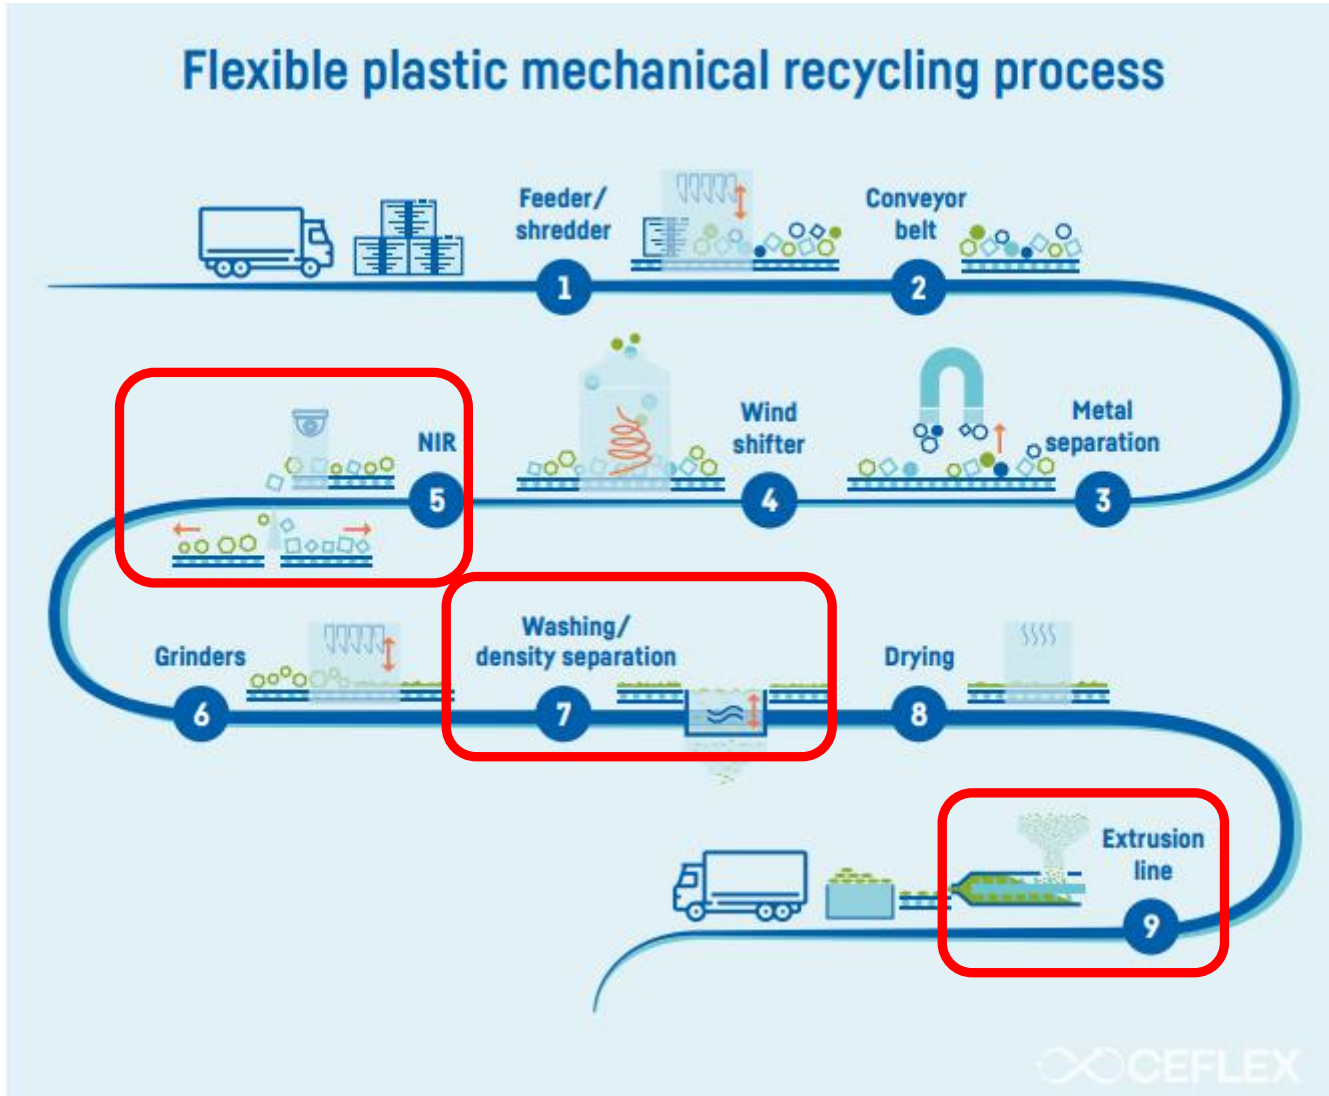 Flexible plastic mechanical recycling process
Feeder/
shredder
1
Conveyor
belt
2
Metal
separation
3
Wind
shifter
4
NIR
5
Grinders
6
Washing/
density separation
7
Drying
8
Extrusion
line
9
CEFLEX